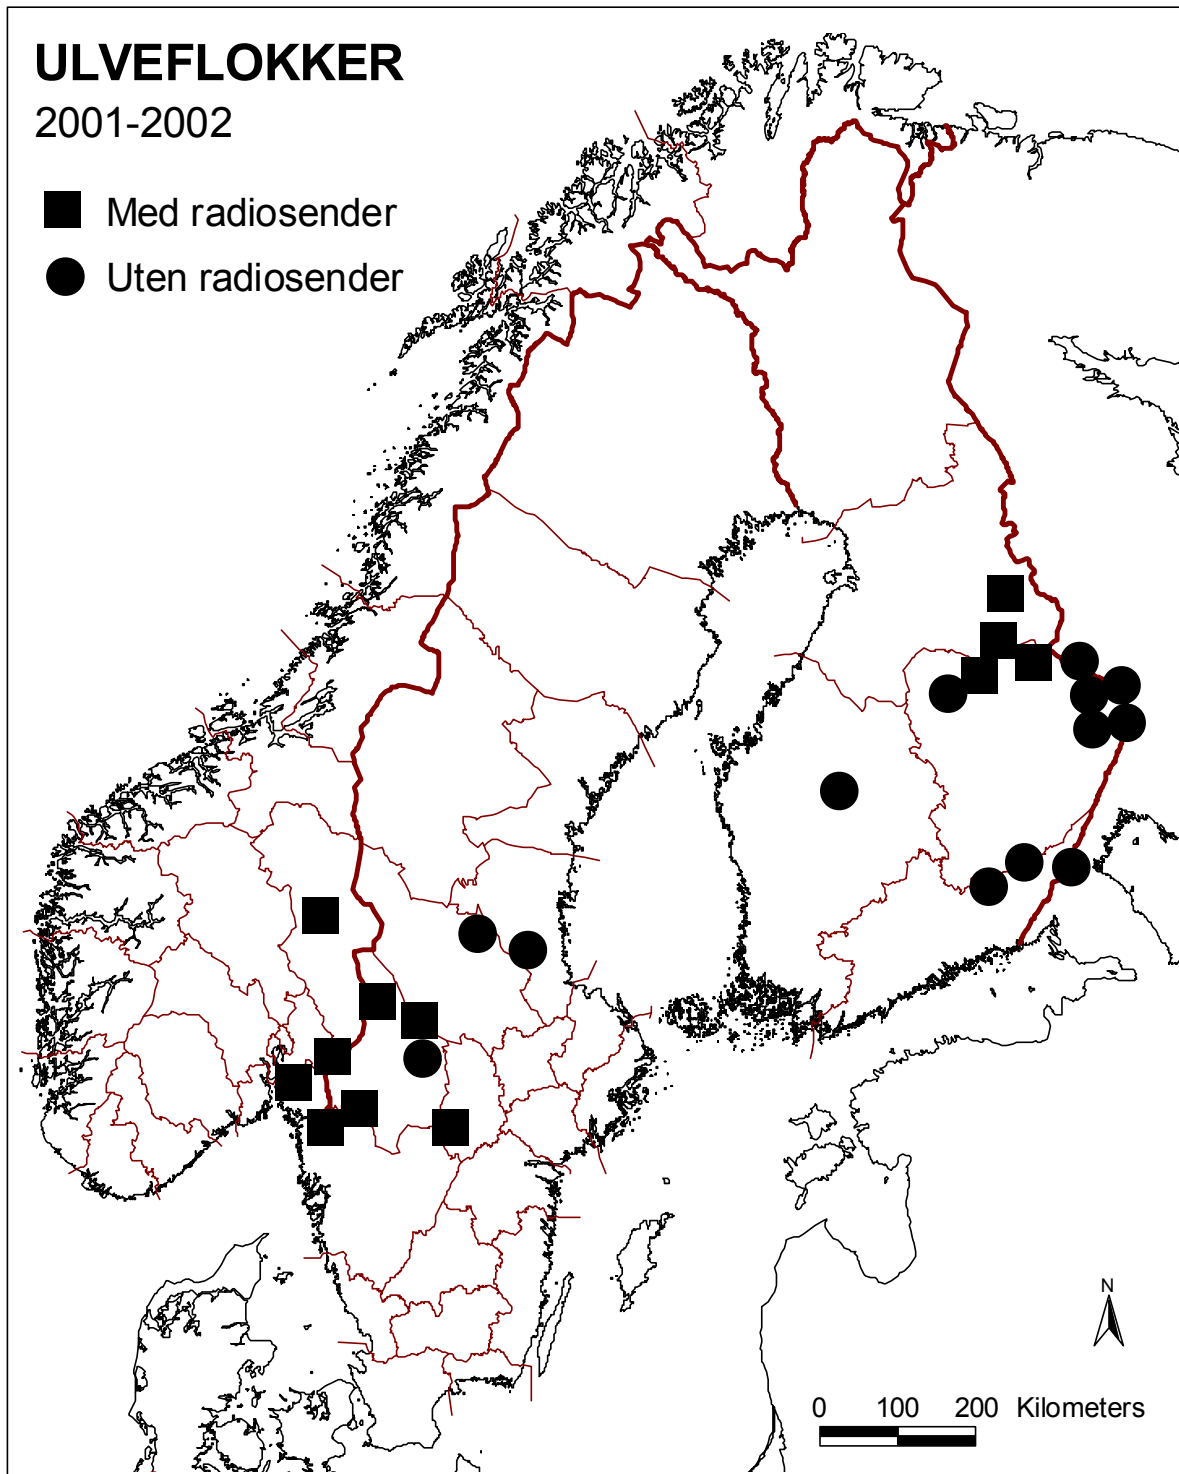 ULVEFLOKKER
2001-2002
Med radiosender
Uten radiosender
N
0 100 200 Kilometers